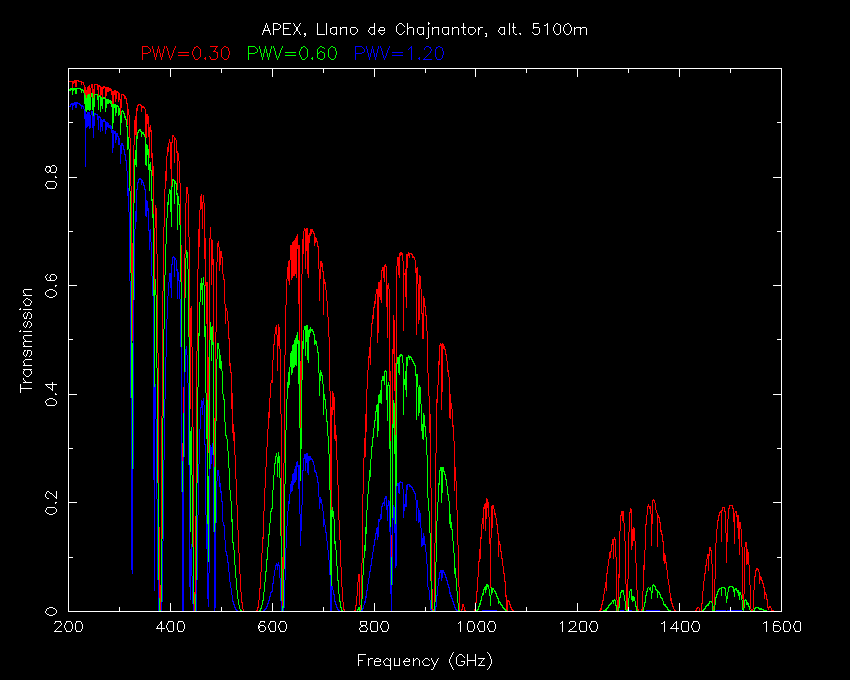 APEX, Llano de Chajnantor, alt. 5100m
PWV=0.30 PWV=0.60 PWV=1.20
Transmission
0.8
0.6
0.4
0.2
0
200 400 600 800 1000 1200 1400 1600
Frequency (GHz)